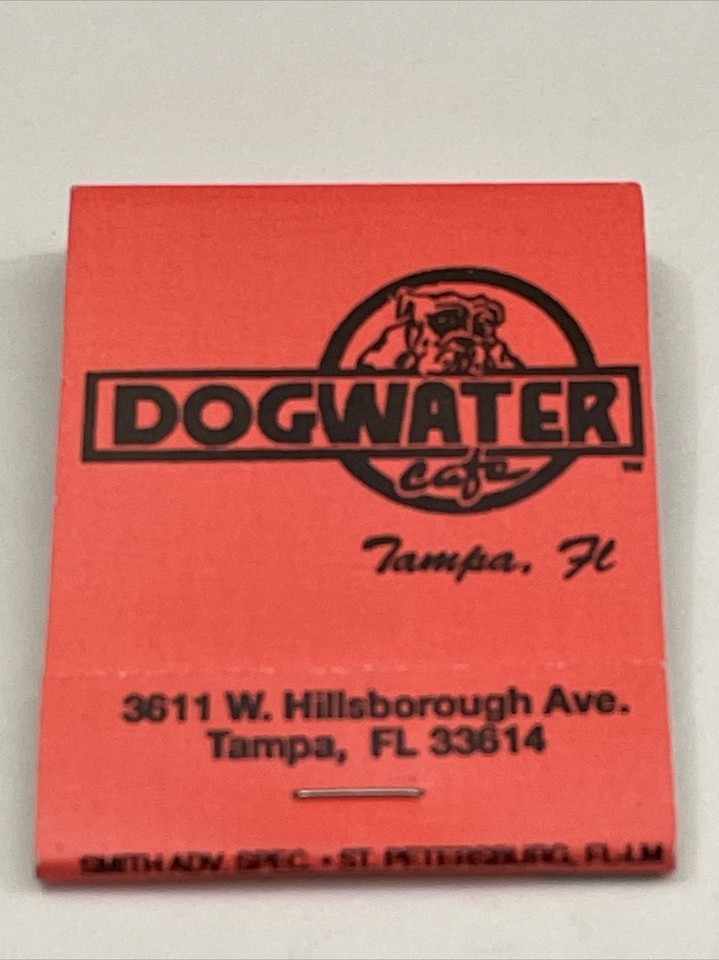 DOGWATER
cafe
TM
Tampa, Fl
3611 W. Hillsborough Ave.
Tampa, FL 33614
SMITH ADV. SPEC. • ST. PETERSBURG, FL-LM